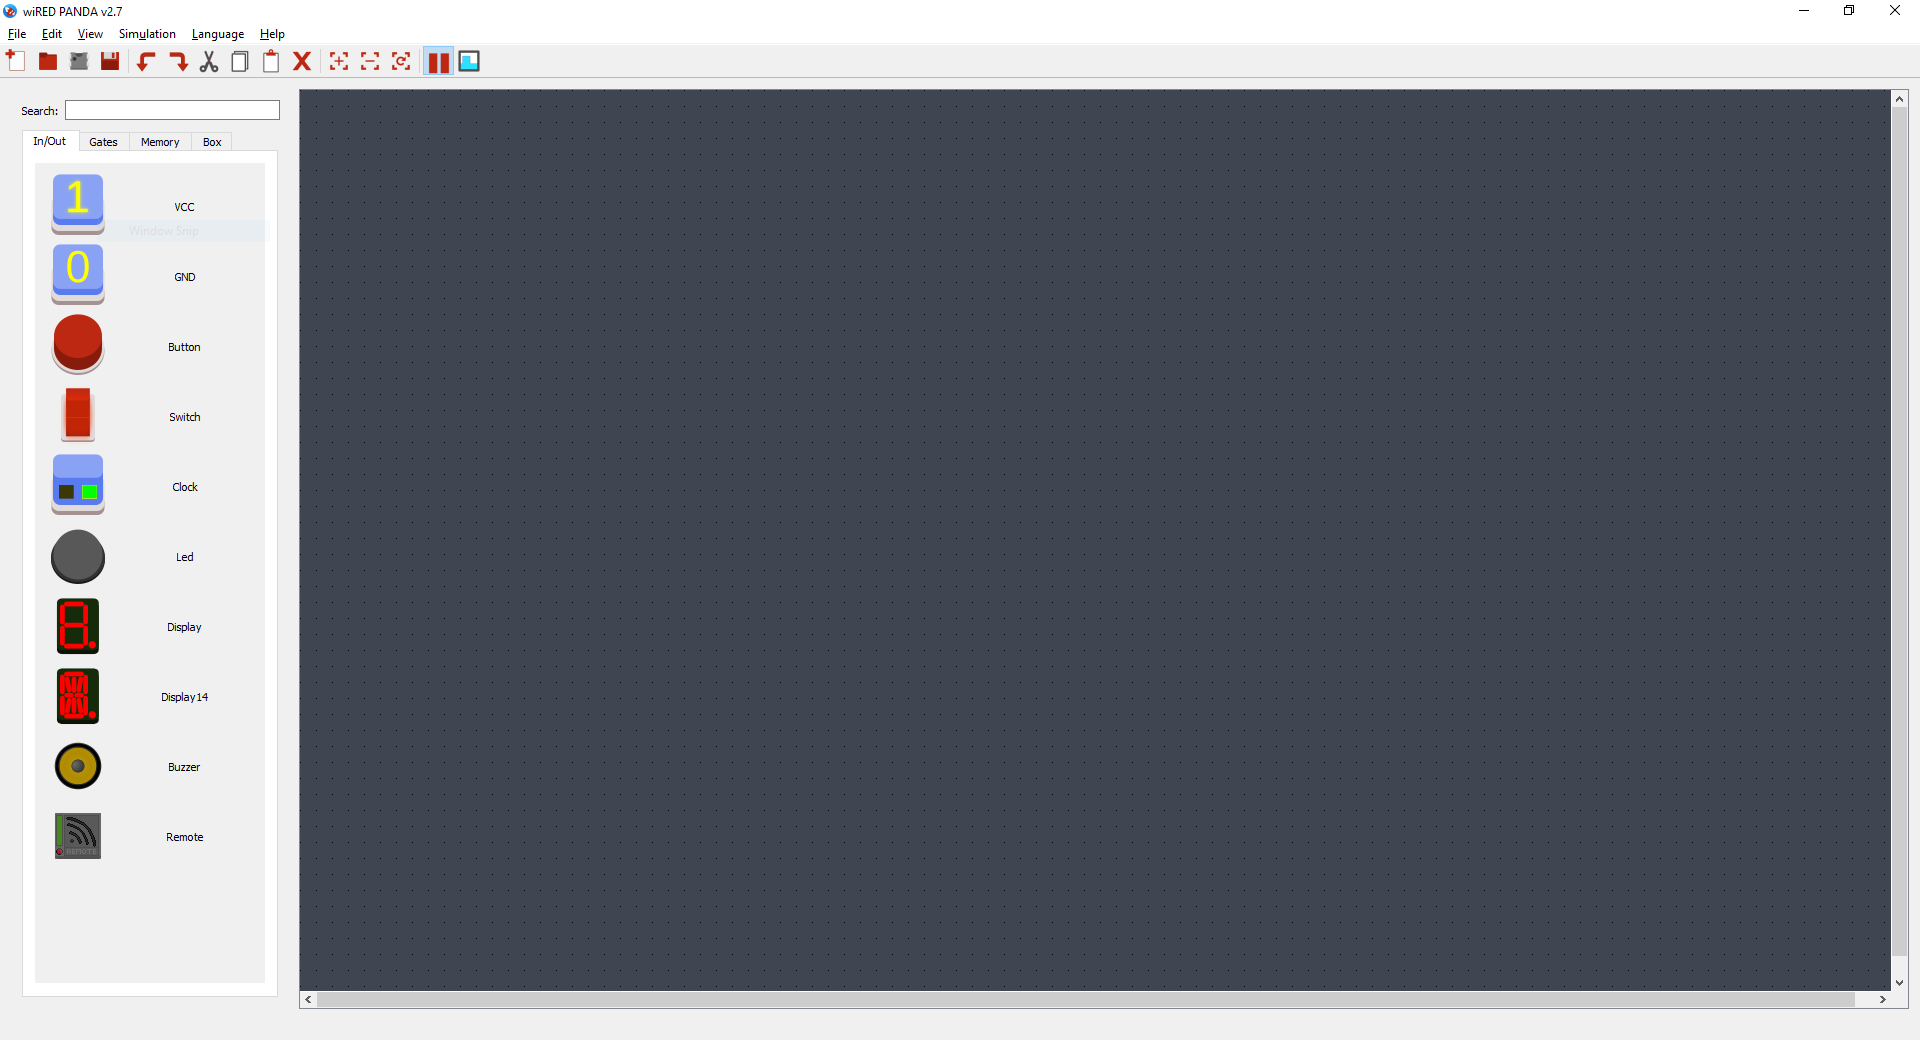 wiRED PANDA v2.7
File Edit View Simulation Language Help
Search:
In/Out Gates Memory Box
1
VCC
Window Snip
0
GND
Button
Switch
Clock
Led
Display
Display14
Buzzer
REMOTE
Remote